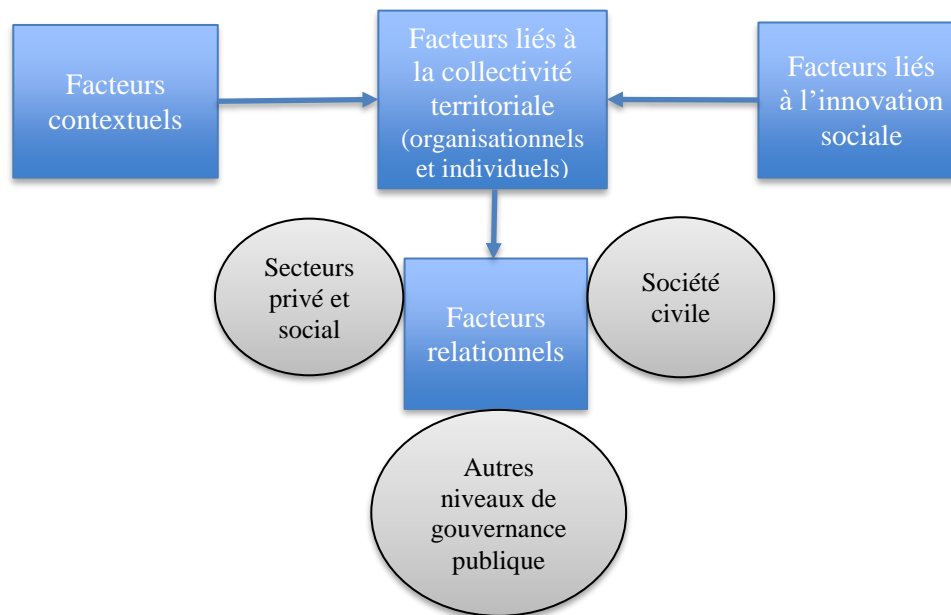 Facteurs
contextuels
Facteurs liés à
la collectivité
territoriale
(organisationnels
et individuels)
Facteurs liés
à l’innovation
sociale
Secteurs
privé et
social
Facteurs
relationnels
Société
civile
Autres
niveaux de
gouvernance
publique